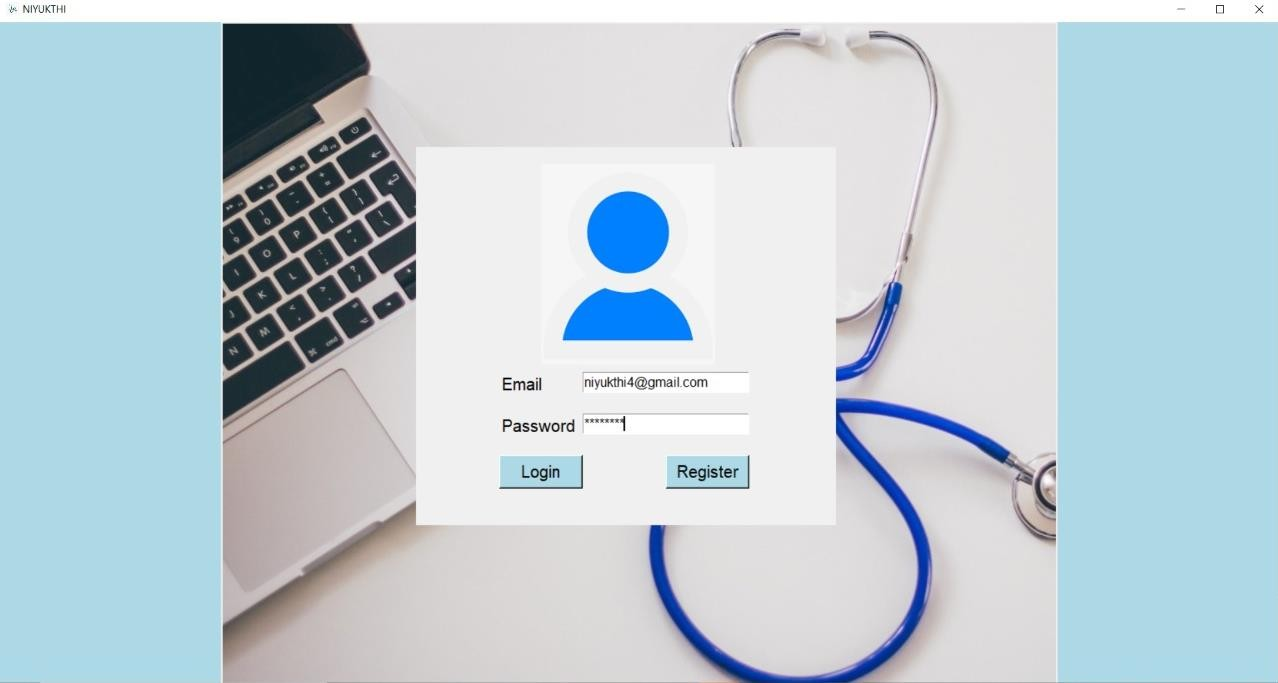 NIYUKTHI
Email niyukthi4@gmail.com
Password ********
Login Register